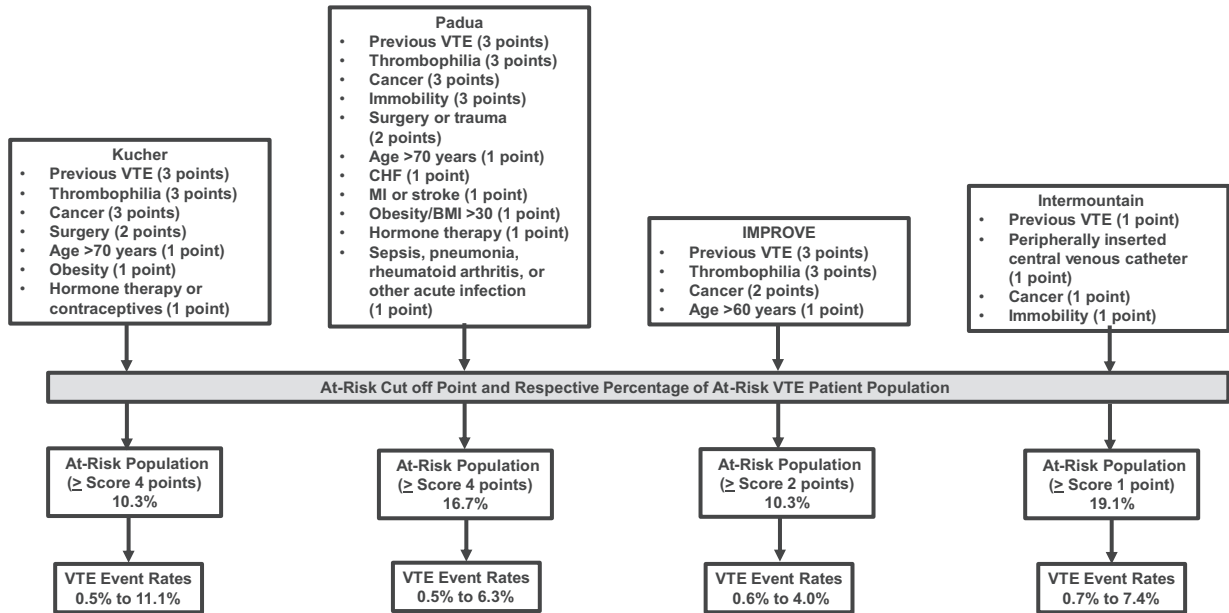 Kucher
• Previous VTE (3 points)
• Thrombophilia (3 points)
• Cancer (3 points)
• Surgery (2 points)
• Age >70 years (1 point)
• Obesity (1 point)
• Hormone therapy or
contraceptives (1 point)
Padua
• Previous VTE (3 points)
• Thrombophilia (3 points)
• Cancer (3 points)
• Immobility (3 points)
• Surgery or trauma
(2 points)
• Age >70 years (1 point)
• CHF (1 point)
• MI or stroke (1 point)
• Obesity/BMI >30 (1 point)
• Hormone therapy (1 point)
• Sepsis, pneumonia,
rheumatoid arthritis, or
other acute infection
(1 point)
IMPROVE
• Previous VTE (3 points)
• Thrombophilia (3 points)
• Cancer (2 points)
• Age >60 years (1 point)
Intermountain
• Previous VTE (1 point)
• Peripherally inserted
central venous catheter
(1 point)
• Cancer (1 point)
• Immobility (1 point)
At-Risk Cut off Point and Respective Percentage of At-Risk VTE Patient Population
At-Risk Population
(≥ Score 4 points)
10.3%
At-Risk Population
(≥ Score 4 points)
16.7%
At-Risk Population
(≥ Score 2 points)
10.3%
At-Risk Population
(≥ Score 1 point)
19.1%
VTE Event Rates
0.5% to 11.1%
VTE Event Rates
0.5% to 6.3%
VTE Event Rates
0.6% to 4.0%
VTE Event Rates
0.7% to 7.4%